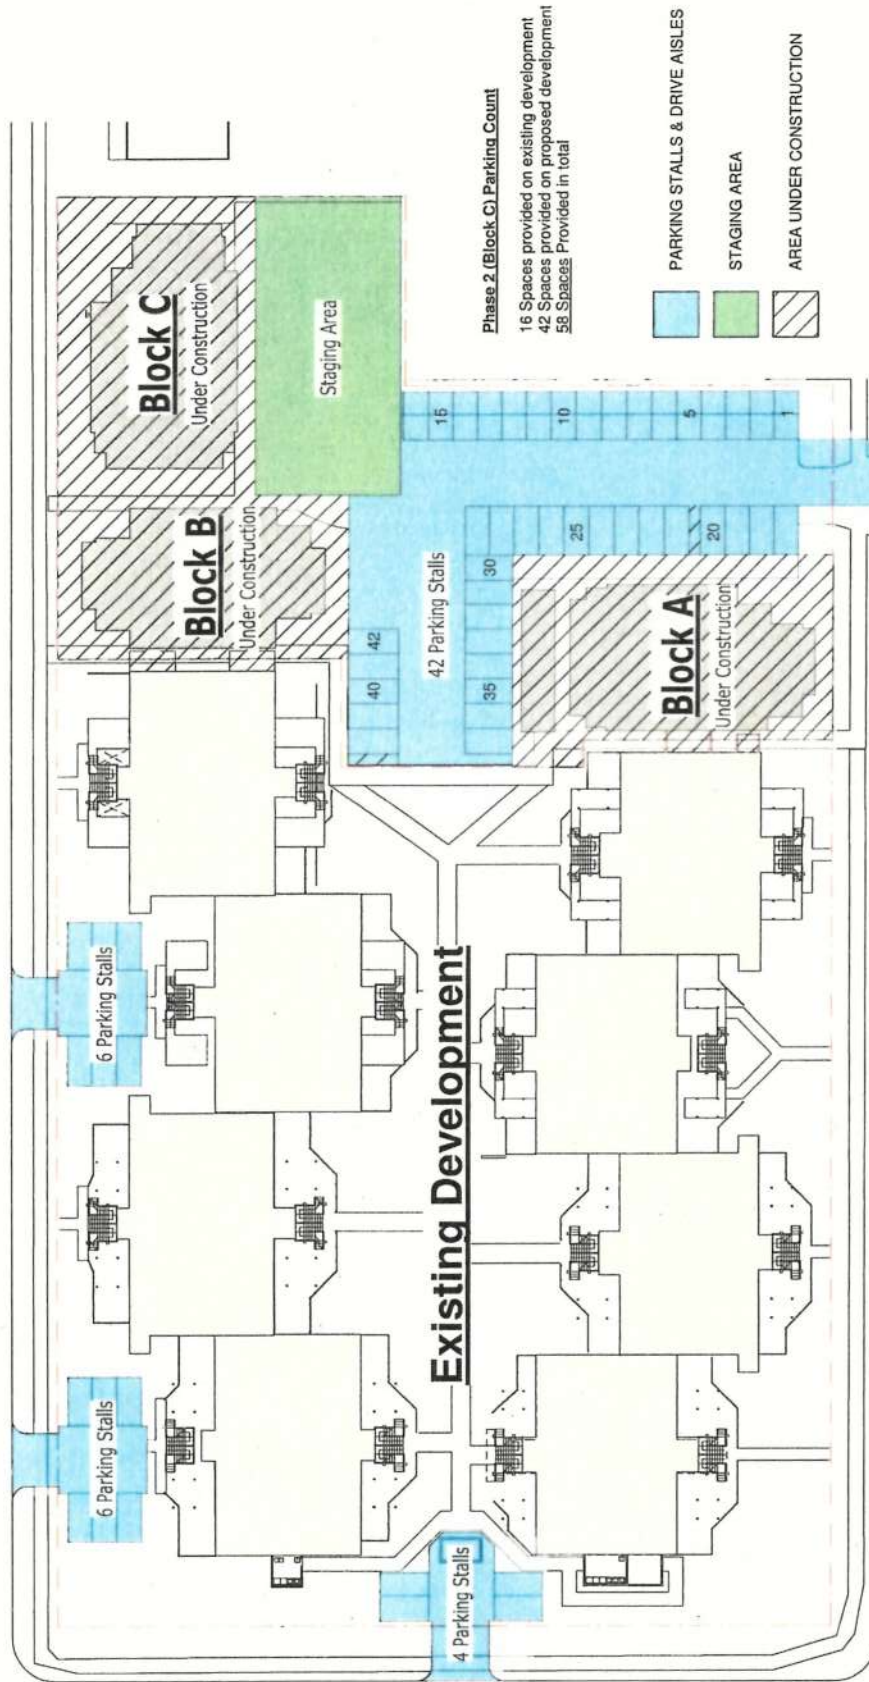 Block C
Under Construction
Block B
Under Construction
Staging Area
Phase 2 (Block C) Parking Count
16 Spaces provided on existing development
42 Spaces provided on proposed development
58 Spaces Provided in total
PARKING STALLS & DRIVE AISLES
STAGING AREA
AREA UNDER CONSTRUCTION
15
10
5
1
42 Parking Stalls
42
40
35
30
25
20
Block A
Under Construction
6 Parking Stalls
Existing Development
6 Parking Stalls
4 Parking Stalls